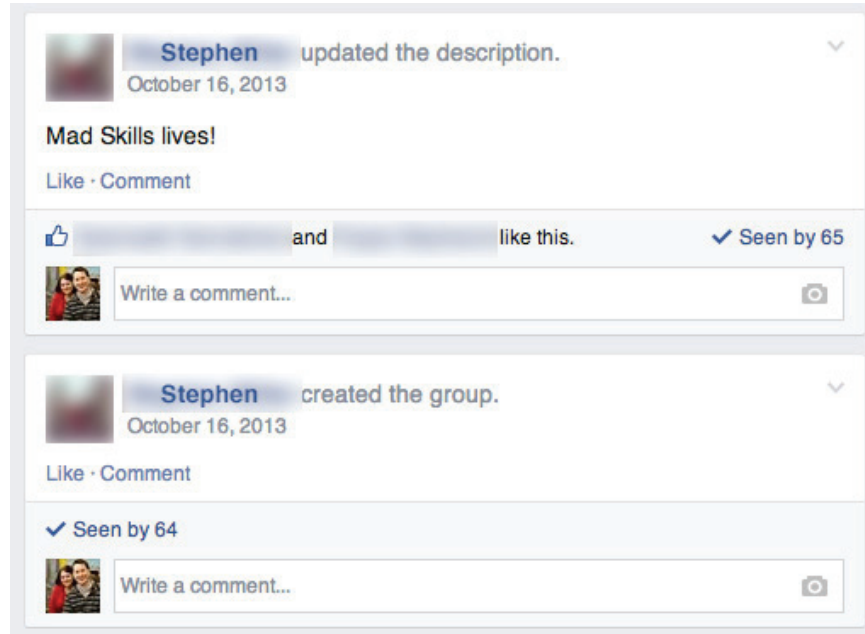 Stephen updated the description.
October 16, 2013
Mad Skills lives!
Like · Comment
and like this. Seen by 65
Write a comment...
Stephen created the group.
October 16, 2013
Like · Comment
Seen by 64
Write a comment...